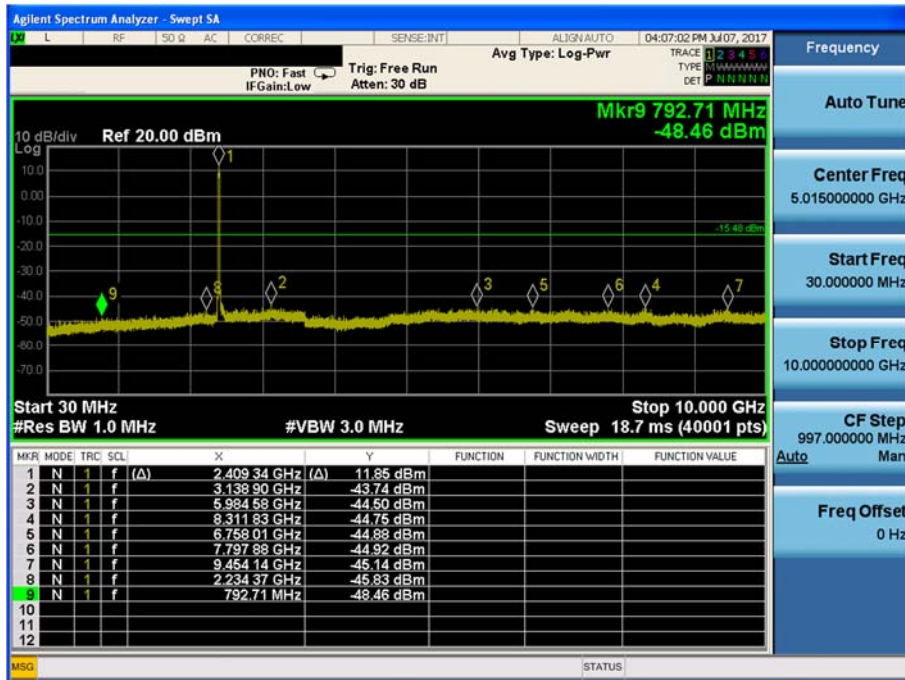 Agilent Spectrum Analyzer - Swept SA
LXI L RF 50 Ω AC CORREC SENSE:INT ALIGN AUTO 04:07:02 PM Jul 07, 2017
Avg Type: Log-Pwr TRACE 1 2 3 4 5 6
PNO: Fast Trig: Free Run TYPE M W W W W W
IFGain:Low Atten: 30 dB DET P N N N N N
Mkr9 792.71 MHz
-48.46 dBm
10 dB/div Ref 20.00 dBm
Log
10.0
0.00
-10.0
-15.48 dBm
-20.0
-30.0
-40.0
-50.0
-60.0
-70.0
1
9 8 2 3 5 6 4 7
Start 30 MHz Stop 10.000 GHz
#Res BW 1.0 MHz #VBW 3.0 MHz Sweep 18.7 ms (40001 pts)
MKR MODE TRC SCL X Y FUNCTION FUNCTION WIDTH FUNCTION VALUE
1 N 1 f (Δ) 2.409 34 GHz (Δ) 11.85 dBm
2 N 1 f 3.138 90 GHz -43.74 dBm
3 N 1 f 5.984 58 GHz -44.50 dBm
4 N 1 f 8.311 83 GHz -44.75 dBm
5 N 1 f 6.758 01 GHz -44.88 dBm
6 N 1 f 7.797 88 GHz -44.92 dBm
7 N 1 f 9.454 14 GHz -45.14 dBm
8 N 1 f 2.234 37 GHz -45.83 dBm
9 N 1 f 792.71 MHz -48.46 dBm
10
11
12
MSG STATUS
Frequency
Auto Tune
Center Freq
5.015000000 GHz
Start Freq
30.000000 MHz
Stop Freq
10.000000000 GHz
CF Step
997.000000 MHz
Auto Man
Freq Offset
0 Hz